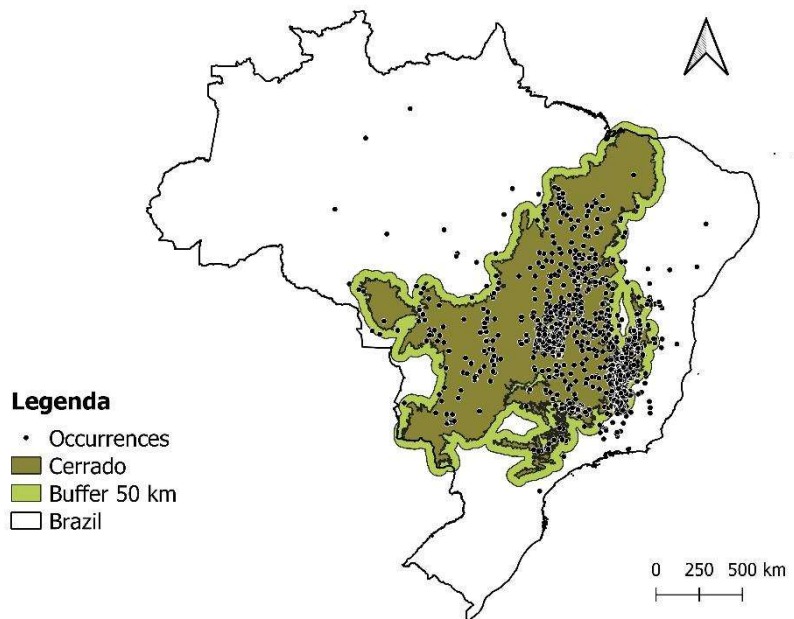 Legenda
Occurrences
Cerrado
Buffer 50 km
Brazil
0 250 500 km